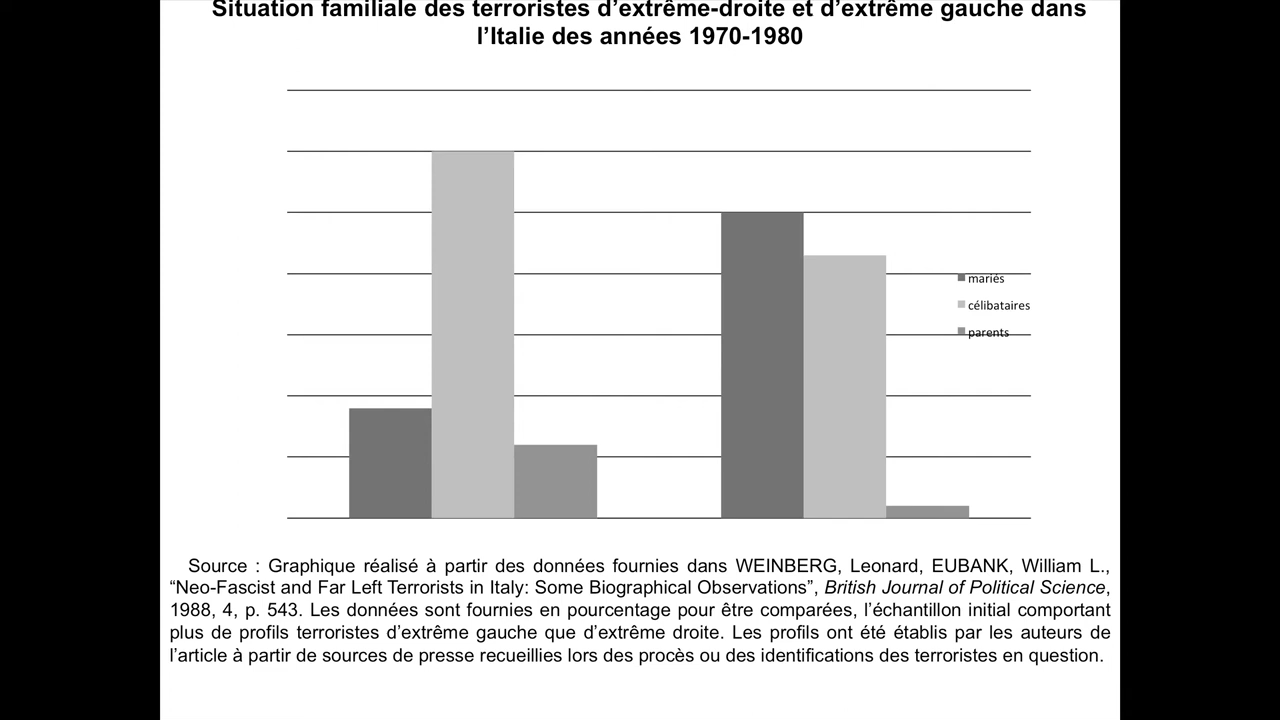 Situation familiale des terroristes d’extrême-droite et d’extrême gauche dans
l’Italie des années 1970-1980
mariés
célibataires
parents
Source : Graphique réalisé à partir des données fournies dans WEINBERG, Leonard, EUBANK, William L.,
“Neo-Fascist and Far Left Terrorists in Italy: Some Biographical Observations”, British Journal of Political Science,
1988, 4, p. 543. Les données sont fournies en pourcentage pour être comparées, l’échantillon initial comportant
plus de profils terroristes d’extrême gauche que d’extrême droite. Les profils ont été établis par les auteurs de
l’article à partir de sources de presse recueillies lors des procès ou des identifications des terroristes en question.